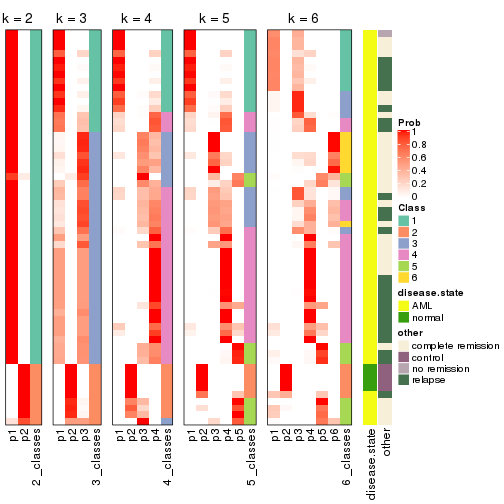 k = 2 k = 3 k = 4 k = 5 k = 6
p1 p2 2_classes p1 p2 p3 3_classes p1 p2 p3 p4 4_classes p1 p2 p3 p4 p5 5_classes p1 p2 p3 p4 p5 p6 6_classes disease.state other
Prob
1
0.8
0.6
0.4
0.2
0
Class
1
2
3
4
5
6
disease.state
AML
normal
other
complete remission
control
no remission
relapse